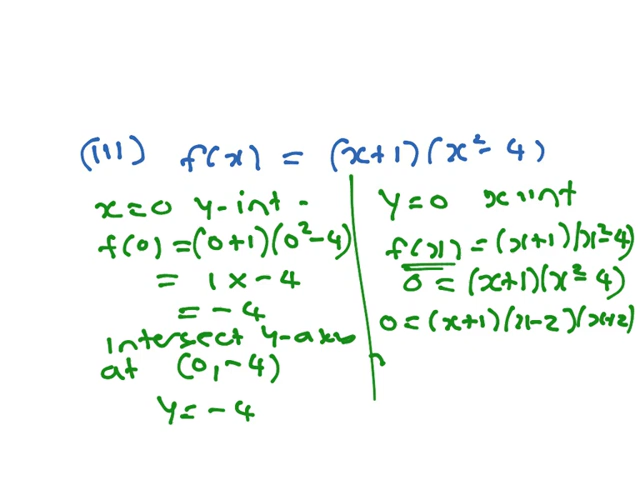 (iii) f(x) = (x+1)(x²-4)
x=0 y-int -
f(0) =(0+1)(0²-4)
= 1 x -4
= -4
intersect y-axis
at (0,-4)
y= -4
y=0 x int
f(x) = (x+1)(x²-4)
0 = (x+1)(x²-4)
0=(x+1)(x-2)(x+2)